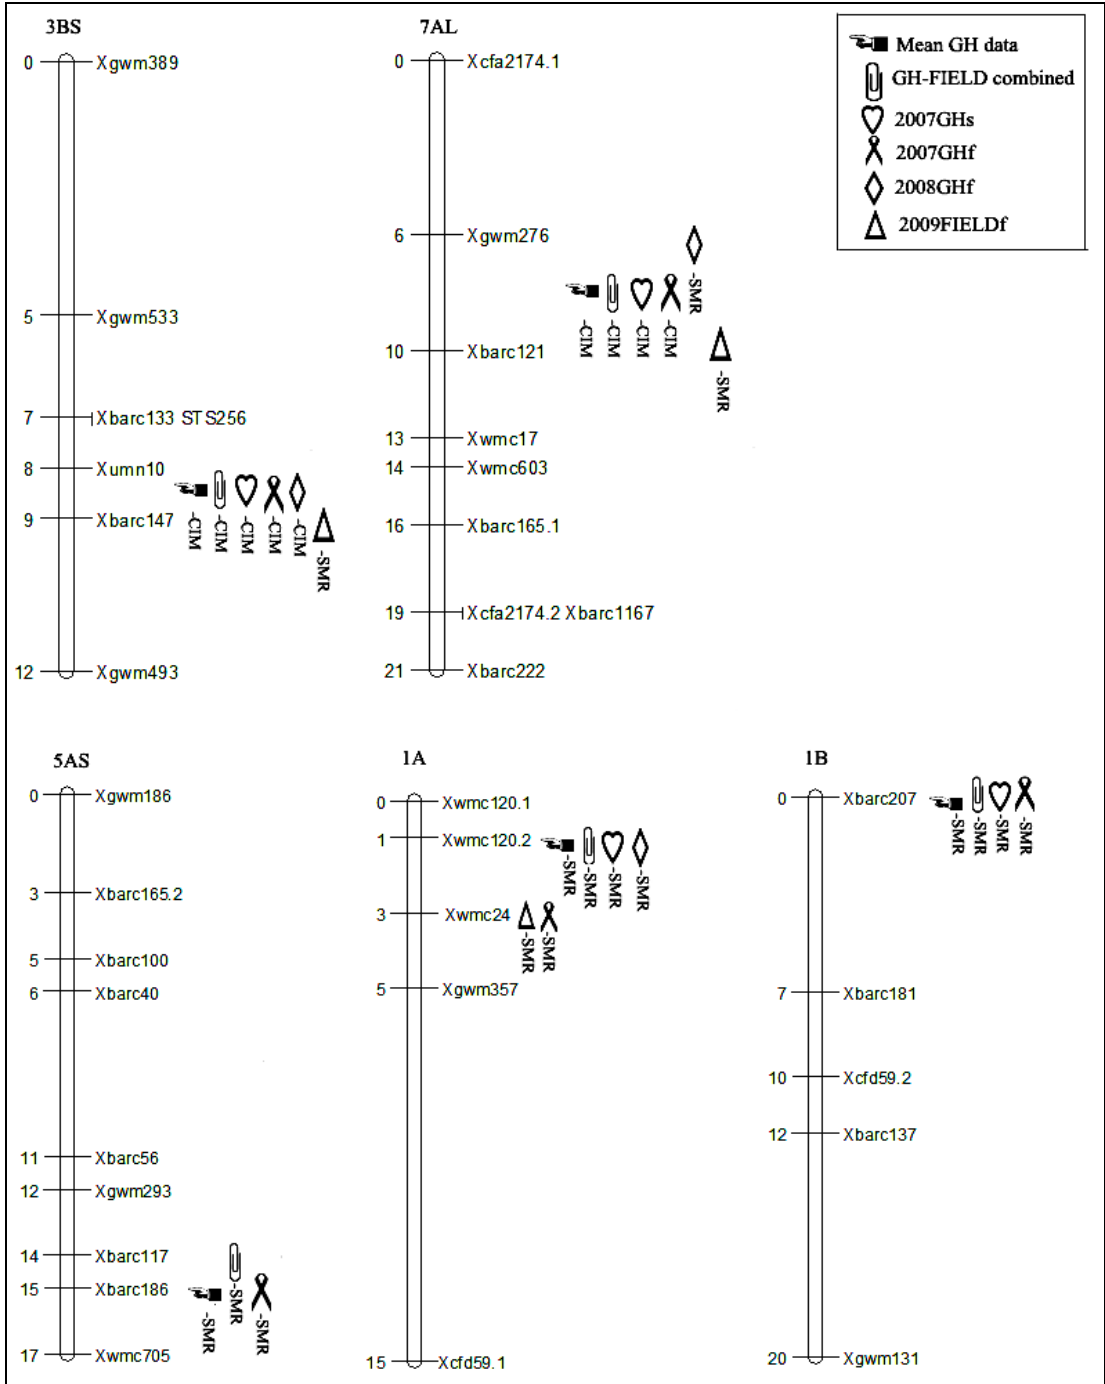 3BS
0 Xgwm389
5 Xgwm533
7 Xbarc133 STS256
8 Xumn10
9 Xbarc147
12 Xgwm493
-CIM -CIM -CIM -CIM -CIM -SMR
7AL
0 Xcfa2174.1
6 Xgwm276
10 Xbarc121
13 Xwmc17
14 Xwmc603
16 Xbarc165.1
19 Xcfa2174.2 Xbarc1167
21 Xbarc222
-CIM -CIM -CIM -CIM -SMR -SMR
Mean GH data
GH-FIELD combined
2007GHs
2007GHf
2008GHf
2009FIELDf
5AS
0 Xgwm186
3 Xbarc165.2
5 Xbarc100
6 Xbarc40
11 Xbarc56
12 Xgwm293
14 Xbarc117
15 Xbarc186
17 Xwmc705
-SMR -SMR -SMR
1A
0 Xwmc120.1
1 Xwmc120.2
-SMR -SMR -SMR -SMR
3 Xwmc24
-SMR -SMR
5 Xgwm357
15 Xcfd59.1
1B
0 Xbarc207
-SMR -SMR -SMR -SMR
7 Xbarc181
10 Xcfd59.2
12 Xbarc137
20 Xgwm131